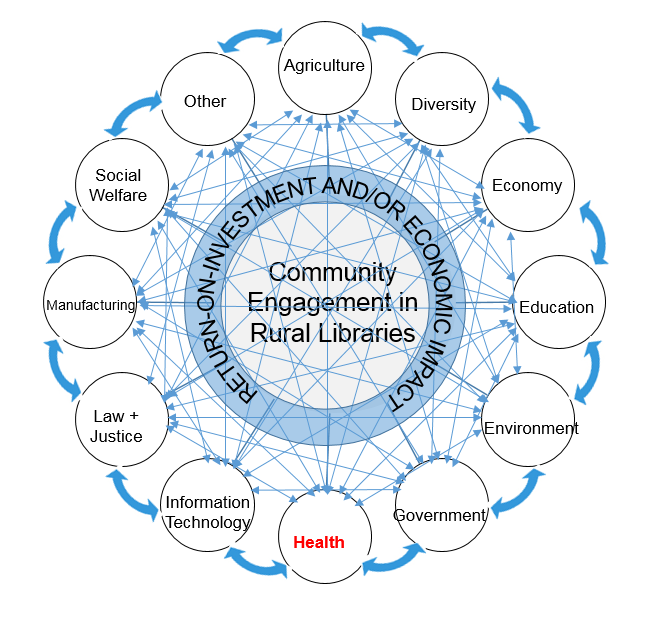 Agriculture
Diversity
Economy
Education
Environment
Government
Health
Information
Technology
Law +
Justice
Manufacturing
Social
Welfare
Other
RETURN-ON-INVESTMENT AND/OR ECONOMIC IMPACT
Community
Engagement in
Rural Libraries